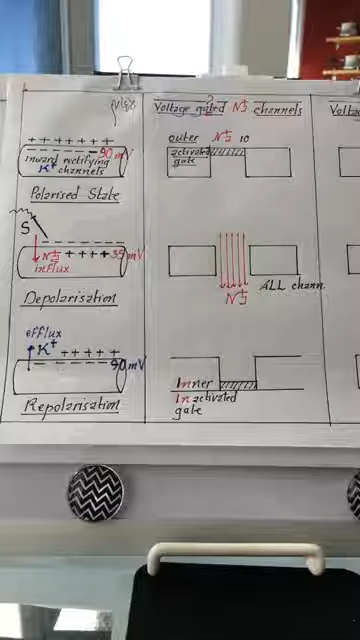 Voltage gated Na+ channels
Volta
+ + + + + + +
- - - - - - 90 mV
Inward rectifying
K+ channels
Polarised State
outer Na+ 10
activated
gate
S
Na+
influx
+ + + + 35 mV
Depolarisation
Na+
ALL chann
efflux
K+
+ + + + +
90 mV
Repolarisation
Inner
Inactivated
gate